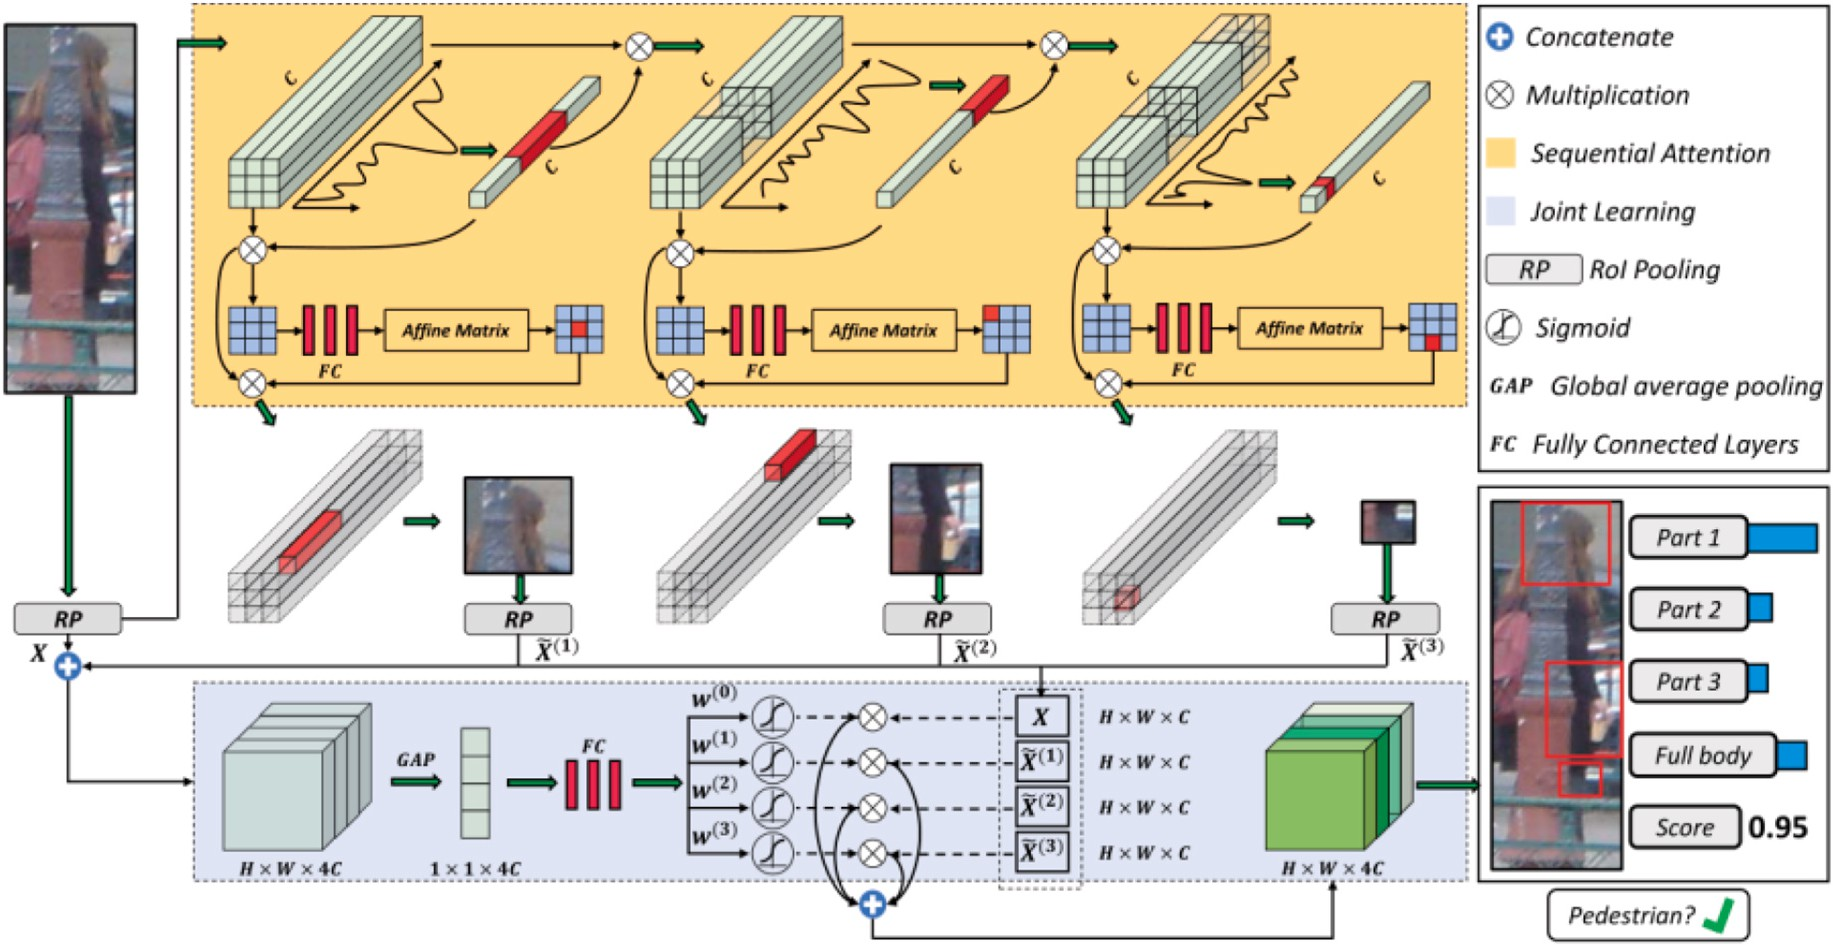 C
C
C
C
C
C
FC
Affine Matrix
FC
Affine Matrix
FC
Affine Matrix
Concatenate
Multiplication
Sequential Attention
Joint Learning
RP RoI Pooling
Sigmoid
GAP Global average pooling
FC Fully Connected Layers
RP
X
RP
X̃⁽¹⁾
RP
X̃⁽²⁾
RP
X̃⁽³⁾
H × W × 4C
GAP
1 × 1 × 4C
FC
w⁽⁰⁾
w⁽¹⁾
w⁽²⁾
w⁽³⁾
X H × W × C
X̃⁽¹⁾ H × W × C
X̃⁽²⁾ H × W × C
X̃⁽³⁾ H × W × C
H × W × 4C
Part 1
Part 2
Part 3
Full body
Score 0.95
Pedestrian?